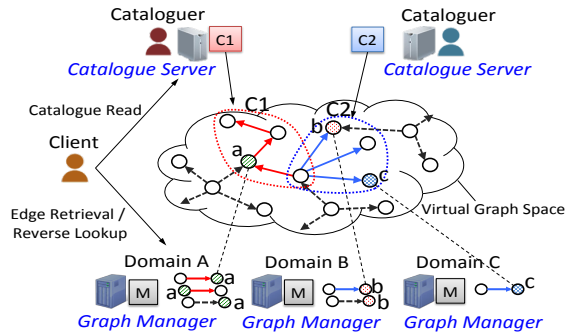 Cataloguer
C1
Catalogue Server
C2
Cataloguer
Catalogue Server
Catalogue Read
Client
Edge Retrieval /
Reverse Lookup
C1
C2
a
b
c
Virtual Graph Space
Domain A
M
a
a
a
Graph Manager
Domain B
M
b
b
Graph Manager
Domain C
M
c
Graph Manager